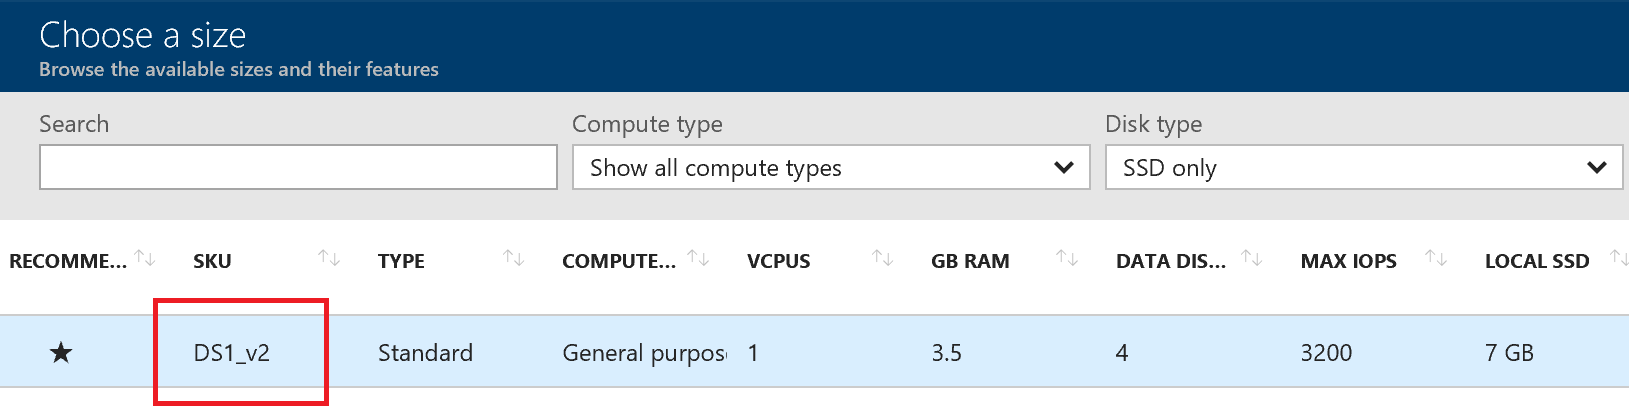 Choose a size
Browse the available sizes and their features
Search Compute type Disk type
Show all compute types SSD only
RECOMME... SKU TYPE COMPUTE... VCPUS GB RAM DATA DIS... MAX IOPS LOCAL SSD
★ DS1_v2 Standard General purpos 1 3.5 4 3200 7 GB